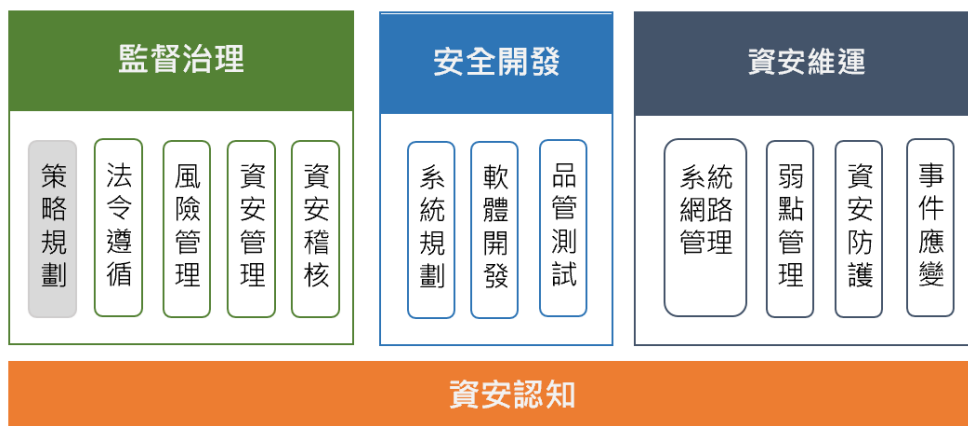 監督治理
策略規劃
法令遵循
風險管理
資安管理
資安稽核
安全開發
系統規劃
軟體開發
品管測試
資安維運
系統
網路
管理
弱點管理
資安防護
事件應變
資安認知